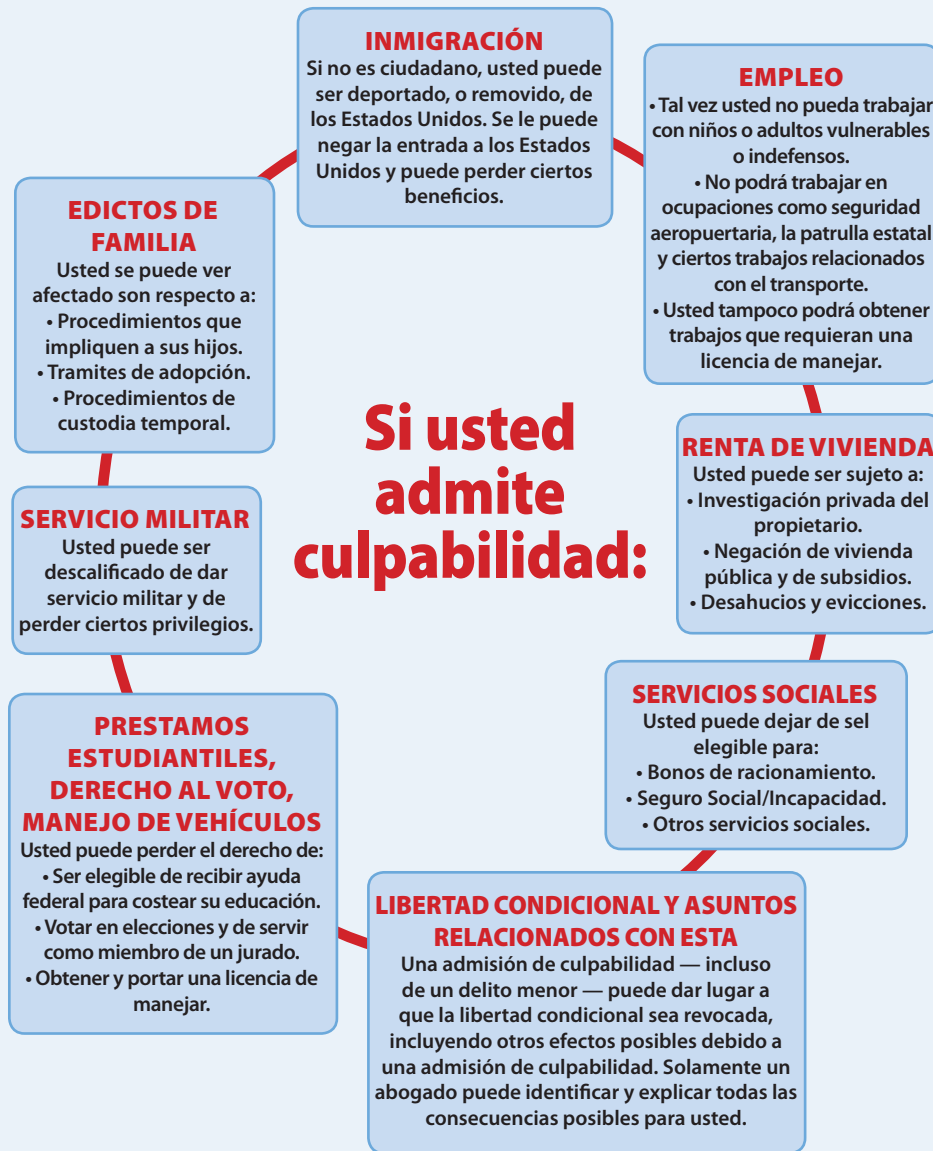 INMIGRACIÓN
Si no es ciudadano, usted puede
ser deportado, o removido, de
los Estados Unidos. Se le puede
negar la entrada a los Estados
Unidos y puede perder ciertos
beneficios.
EMPLEO
• Tal vez usted no pueda trabajar
con niños o adultos vulnerables
o indefensos.
• No podrá trabajar en
ocupaciones como seguridad
aeropuertaria, la patrulla estatal
y ciertos trabajos relacionados
con el transporte.
• Usted tampoco podrá obtener
trabajos que requieran una
licencia de manejar.
EDICTOS DE
FAMILIA
Usted se puede ver
afectado son respecto a:
• Procedimientos que
impliquen a sus hijos.
• Tramites de adopción.
• Procedimientos de
custodia temporal.
Si usted
admite
culpabilidad:
RENTA DE VIVIENDA
Usted puede ser sujeto a:
• Investigación privada del
propietario.
• Negación de vivienda
pública y de subsidios.
• Desahucios y evicciones.
SERVICIO MILITAR
Usted puede ser
descalificado de dar
servicio militar y de
perder ciertos privilegios.
SERVICIOS SOCIALES
Usted puede dejar de sel
elegible para:
• Bonos de racionamiento.
• Seguro Social/Incapacidad.
• Otros servicios sociales.
PRESTAMOS
ESTUDIANTILES,
DERECHO AL VOTO,
MANEJO DE VEHÍCULOS
Usted puede perder el derecho de:
• Ser elegible de recibir ayuda
federal para costear su educación.
• Votar en elecciones y de servir
como miembro de un jurado.
• Obtener y portar una licencia de
manejar.
LIBERTAD CONDICIONAL Y ASUNTOS
RELACIONADOS CON ESTA
Una admisión de culpabilidad — incluso
de un delito menor — puede dar lugar a
que la libertad condicional sea revocada,
incluyendo otros efectos posibles debido a
una admisión de culpabilidad. Solamente un
abogado puede identificar y explicar todas las
consecuencias posibles para usted.